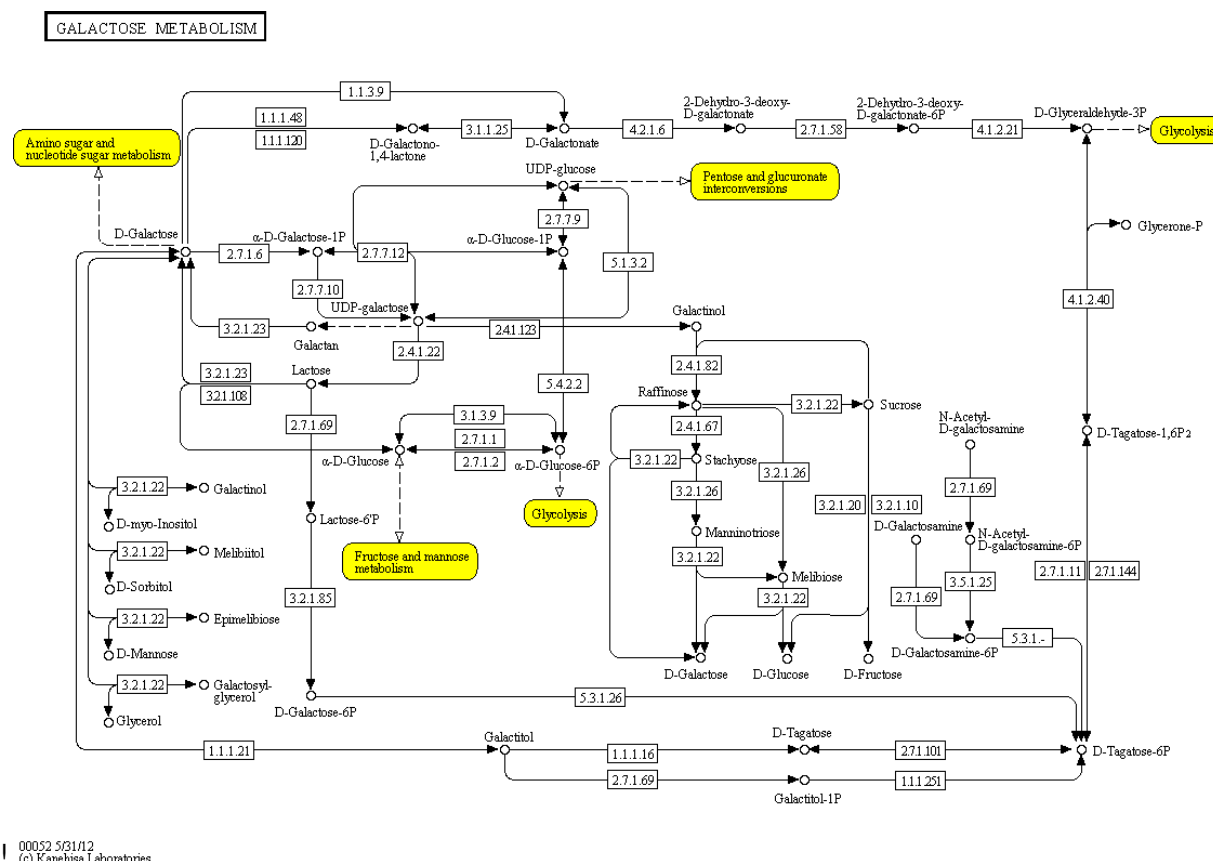 GALACTOSE METABOLISM
1.1.3.9
1.1.1.48
1.1.1.120
3.1.1.25
4.2.1.6
2.7.1.58
4.1.2.21
D-Galactono-
1,4-lactone
D-Galactonate
2-Dehydro-3-deoxy-
D-galactonate
2-Dehydro-3-deoxy-
D-galactonate-6P
D-Glyceraldehyde-3P
Glycolysis
Amino sugar and
nucleotide sugar metabolism
UDP-glucose
Pentose and glucuronate
interconversions
2.7.7.9
D-Galactose
2.7.1.6
α-D-Galactose-1P
2.7.7.12
α-D-Glucose-1P
5.1.3.2
Glycerone-P
2.7.7.10
UDP-galactose
4.1.2.40
3.2.1.23
Galactan
2.4.1.123
Galactinol
2.4.1.22
3.2.1.23
3.2.1.108
Lactose
5.4.2.2
2.4.1.82
Raffinose
3.2.1.22
Sucrose
2.7.1.69
3.1.3.9
2.7.1.1
2.7.1.2
α-D-Glucose
α-D-Glucose-6P
2.4.1.67
3.2.1.22
Stachyose
3.2.1.26
N-Acetyl-
D-galactosamine
D-Tagatose-1,6P2
3.2.1.22
Galactinol
D-myo-Inositol
Lactose-6'P
Glycolysis
3.2.1.26
Manninotriose
3.2.1.20
3.2.1.10
2.7.1.69
D-Galactosamine
N-Acetyl-
D-galactosamine-6P
3.2.1.22
Melibiitol
D-Sorbitol
Fructose and mannose
metabolism
3.2.1.22
Melibiose
3.2.1.22
2.7.1.69
3.5.1.25
2.7.1.11
2.7.1.144
3.2.1.85
3.2.1.22
Epimelibiose
D-Mannose
5.3.1.-
D-Galactosamine-6P
D-Galactose
D-Glucose
D-Fructose
3.2.1.22
Galactosyl-
glycerol
Glycerol
D-Galactose-6P
5.3.1.26
1.1.1.21
Galactitol
1.1.1.16
D-Tagatose
2.7.1.101
D-Tagatose-6P
2.7.1.69
Galactitol-1P
1.1.1.251
00052 5/31/12
(c) Kanehisa Laboratories